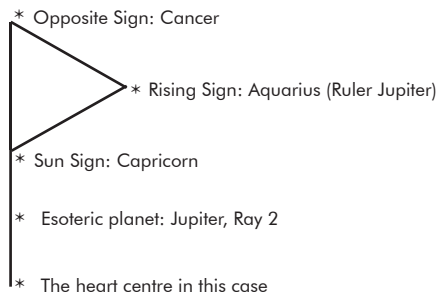 * Opposite Sign: Cancer
* Rising Sign: Aquarius (Ruler Jupiter)
* Sun Sign: Capricorn
* Esoteric planet: Jupiter, Ray 2
* The heart centre in this case